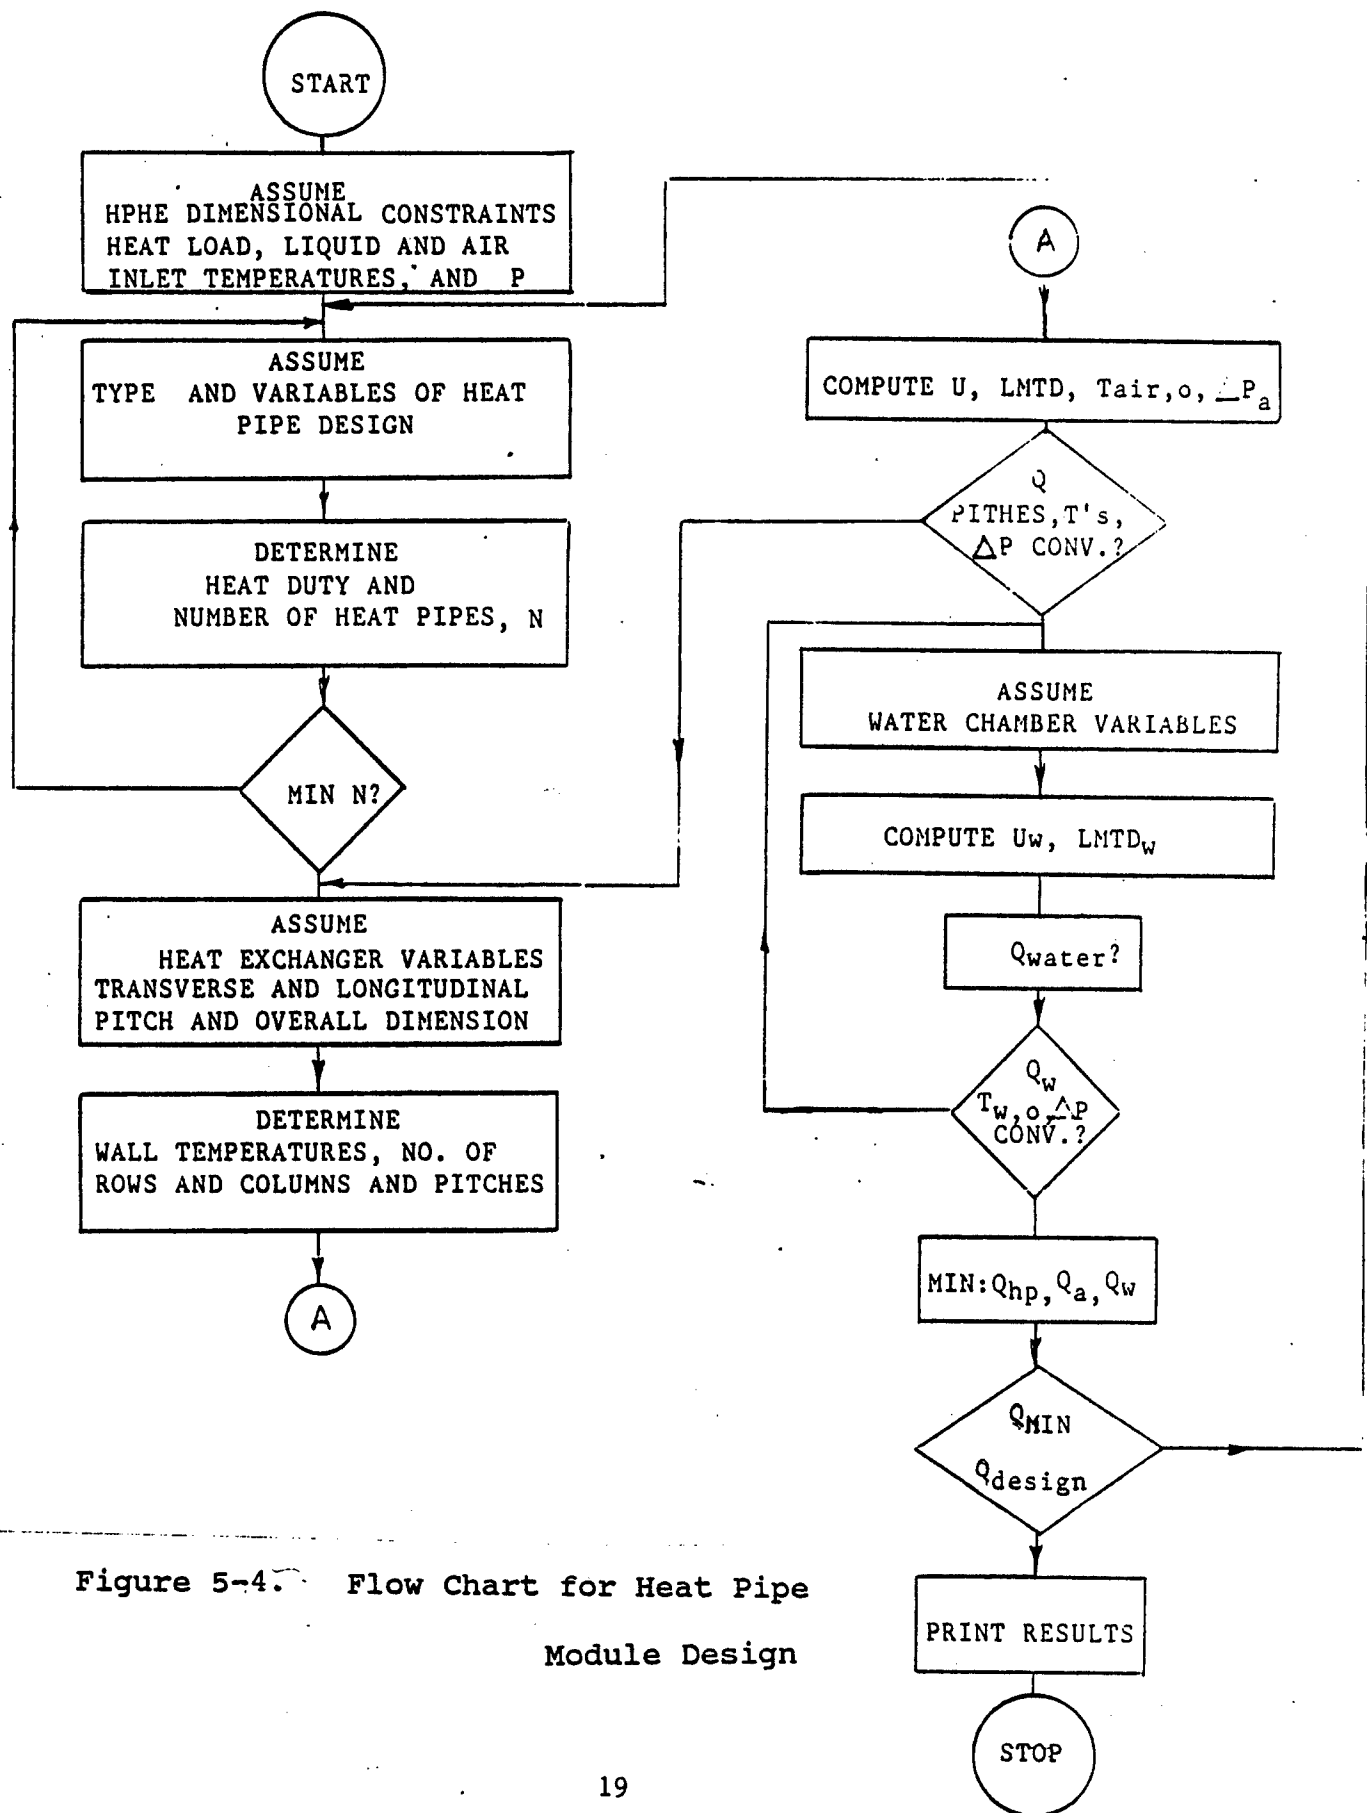 START
ASSUME
HPHE DIMENSIONAL CONSTRAINTS
HEAT LOAD, LIQUID AND AIR
INLET TEMPERATURES, AND P
ASSUME
TYPE AND VARIABLES OF HEAT
PIPE DESIGN
DETERMINE
HEAT DUTY AND
NUMBER OF HEAT PIPES, N
MIN N?
ASSUME
HEAT EXCHANGER VARIABLES
TRANSVERSE AND LONGITUDINAL
PITCH AND OVERALL DIMENSION
DETERMINE
WALL TEMPERATURES, NO. OF
ROWS AND COLUMNS AND PITCHES
A
A
COMPUTE U, LMTD, Tair,o, ΔPa
Q
PITHES,T's,
ΔP CONV.?
ASSUME
WATER CHAMBER VARIABLES
COMPUTE Uw, LMTDw
Qwater?
Qw
Tw,o,ΔP
CONV.?
MIN:Qhp,Qa,Qw
QMIN
Qdesign
PRINT RESULTS
STOP
Figure 5-4. Flow Chart for Heat Pipe
Module Design
19